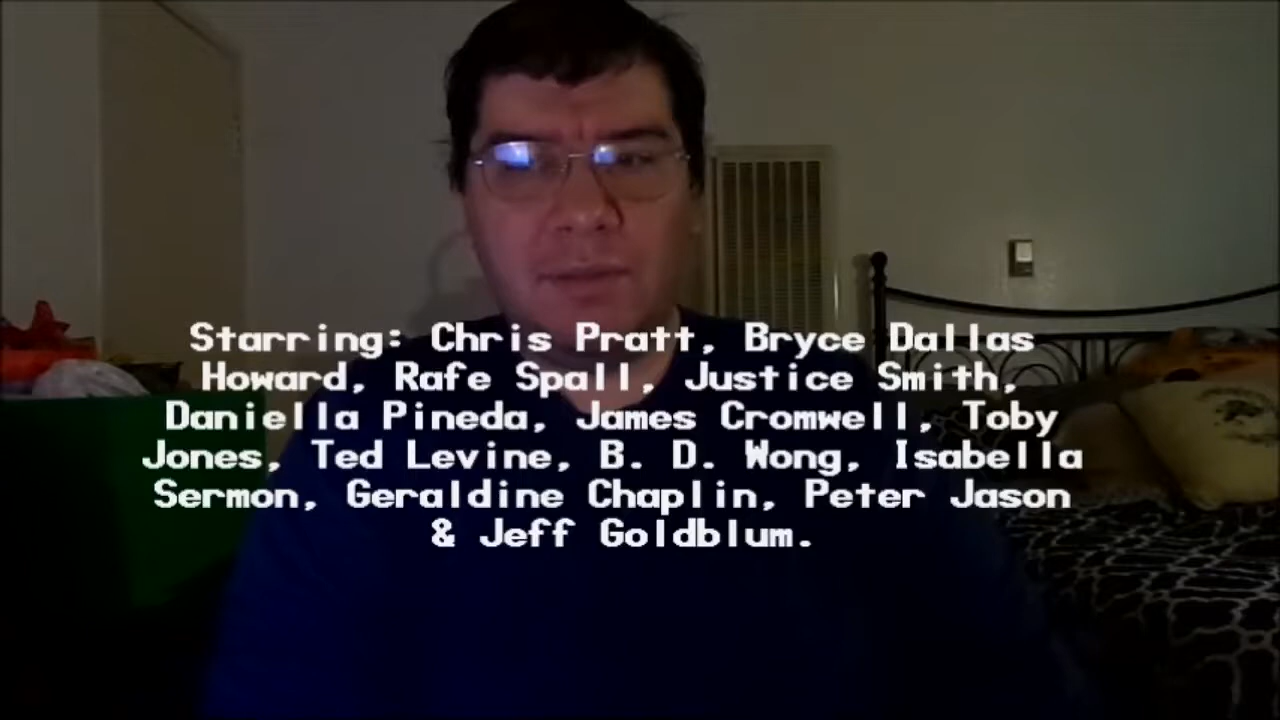 Starring: Chris Pratt, Bryce Dallas
Howard, Rafe Spall, Justice Smith,
Daniella Pineda, James Cromwell, Toby
Jones, Ted Levine, B. D. Wong, Isabella
Sermon, Geraldine Chaplin, Peter Jason
& Jeff Goldblum.